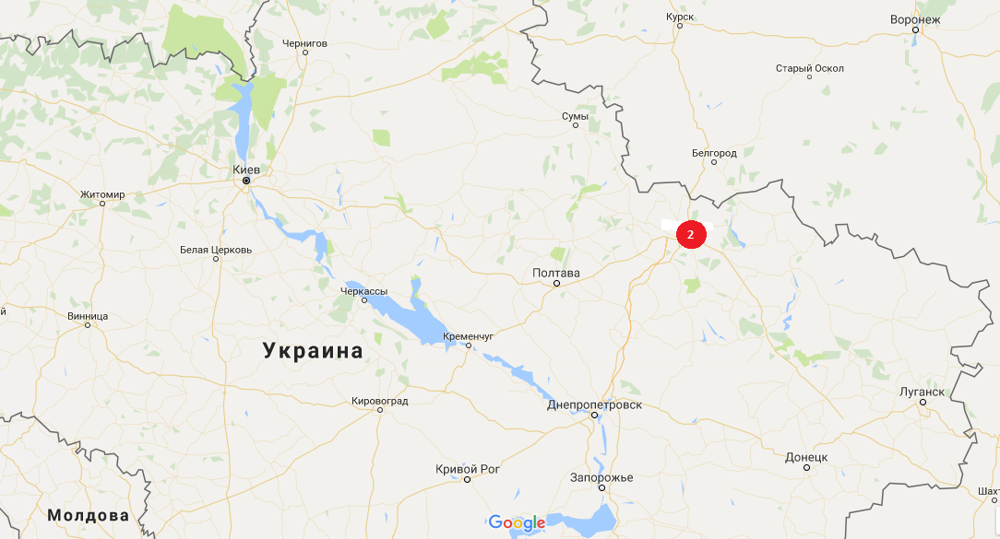 Курск
Воронеж
Чернигов
Старый Оскол
Сумы
Белгород
Киев
Житомир
2
Белая Церковь
Полтава
Черкассы
й
Винница
Кременчуг
Украина
Луганск
Кировоград
Днепропетровск
Донецк
Кривой Рог
Запорожье
Шахт
Молдова
Google